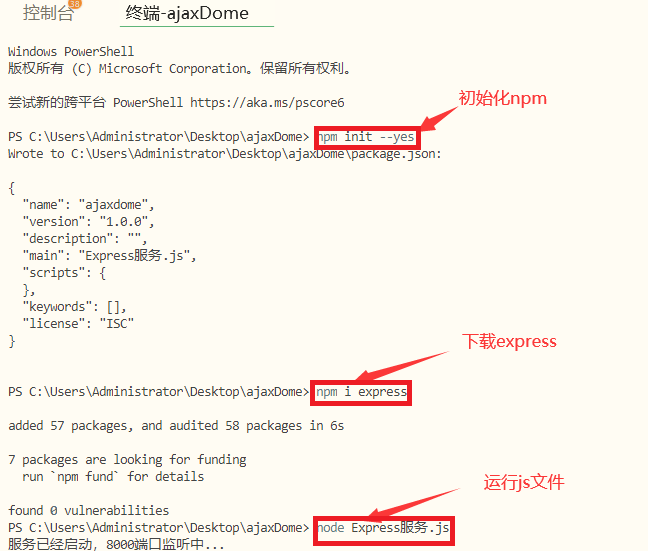 控制台 38 终端-ajaxDome
Windows PowerShell
版权所有 (C) Microsoft Corporation。保留所有权利。
尝试新的跨平台 PowerShell https://aka.ms/pscore6
初始化npm
PS C:\Users\Administrator\Desktop\ajaxDome> npm init --yes
Wrote to C:\Users\Administrator\Desktop\ajaxDome\package.json:
{
"name": "ajaxdome",
"version": "1.0.0",
"description": "",
"main": "Express服务.js",
"scripts": {
},
"keywords": [],
"license": "ISC"
}
下载express
PS C:\Users\Administrator\Desktop\ajaxDome> npm i express
added 57 packages, and audited 58 packages in 6s
7 packages are looking for funding
run `npm fund` for details
运行js文件
found 0 vulnerabilities
PS C:\Users\Administrator\Desktop\ajaxDome> node Express服务.js
服务已经启动，8000端口监听中...